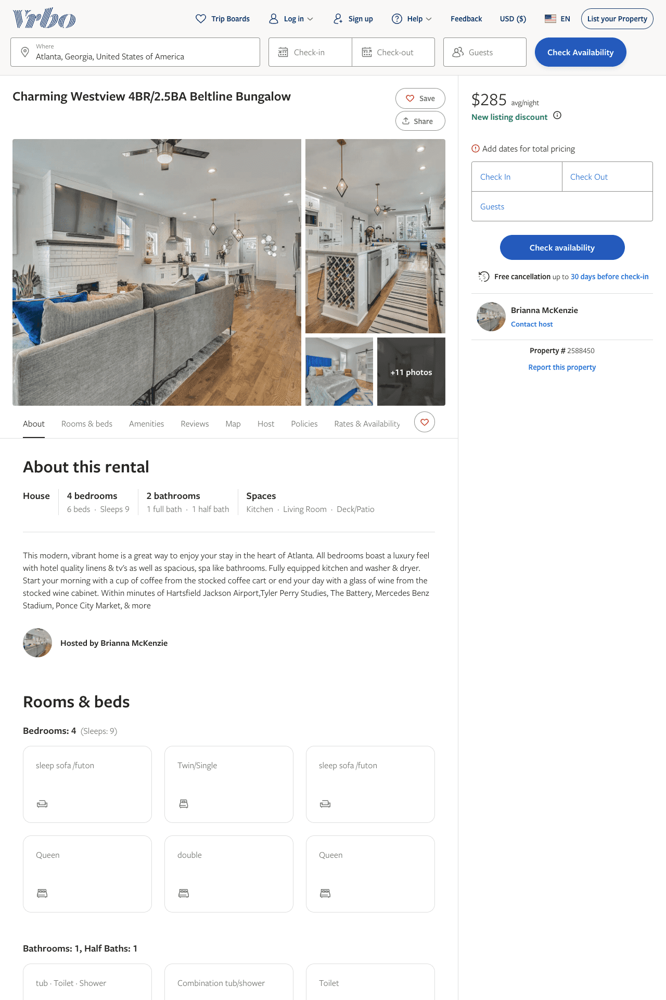 Vrbo
Trip Boards
Log in
Sign up
Help
Feedback
USD ($)
EN
List your Property
Where
Atlanta, Georgia, United States of America
Check-in
Check-out
Guests
Check Availability
Charming Westview 4BR/2.5BA Beltline Bungalow
Save
Share
+11 photos
$285 avg/night
New listing discount
Add dates for total pricing
Check In
Check Out
Guests
Check availability
Free cancellation up to 30 days before check-in
Brianna McKenzie
Contact host
Property # 2588450
Report this property
About
Rooms & beds
Amenities
Reviews
Map
Host
Policies
Rates & Availability
About this rental
House
4 bedrooms
6 beds · Sleeps 9
2 bathrooms
1 full bath · 1 half bath
Spaces
Kitchen · Living Room · Deck/Patio
This modern, vibrant home is a great way to enjoy your stay in the heart of Atlanta. All bedrooms boast a luxury feel
with hotel quality linens & tv's as well as spacious, spa like bathrooms. Fully equipped kitchen and washer & dryer.
Start your morning with a cup of coffee from the stocked coffee cart or end your day with a glass of wine from the
stocked wine cabinet. Within minutes of Hartsfield Jackson Airport,Tyler Perry Studies, The Battery, Mercedes Benz
Stadium, Ponce City Market, & more
Hosted by Brianna McKenzie
Rooms & beds
Bedrooms: 4 (Sleeps: 9)
sleep sofa /futon
Twin/Single
sleep sofa /futon
Queen
double
Queen
Bathrooms: 1, Half Baths: 1
tub · Toilet · Shower
Combination tub/shower
Toilet